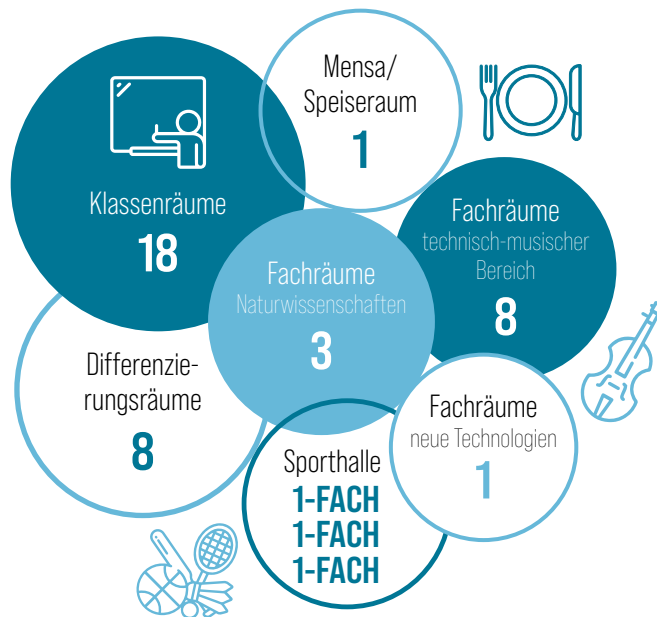 Mensa/
Speiseraum
1
Klassenräume
18
Fachräume
technisch-musischer
Bereich
8
Fachräume
Naturwissenschaften
3
Differenzie-
rungsräume
8
Fachräume
neue Technologien
1
Sporthalle
1-FACH
1-FACH
1-FACH